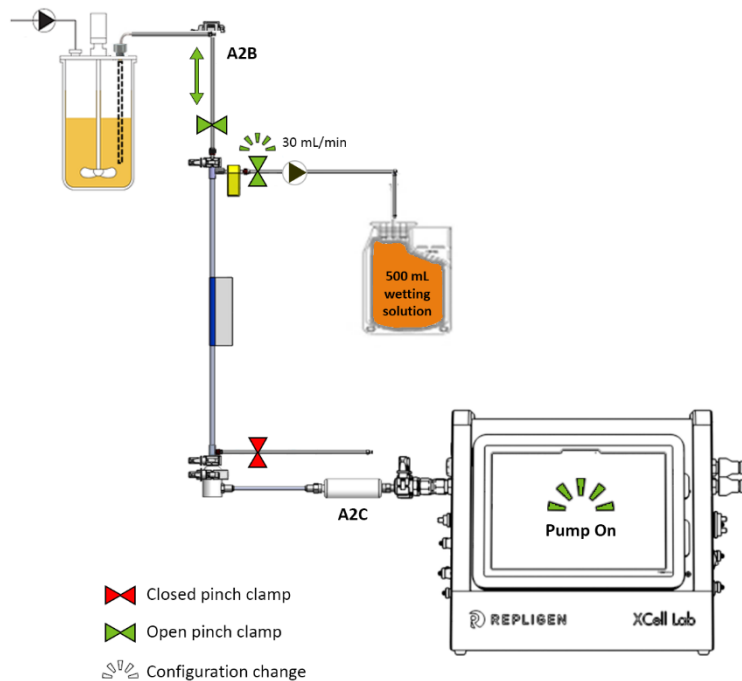 A2B
30 mL/min
500 mL
wetting
solution
A2C
Pump On
REPLIGEN
XCell Lab
Closed pinch clamp
Open pinch clamp
Configuration change